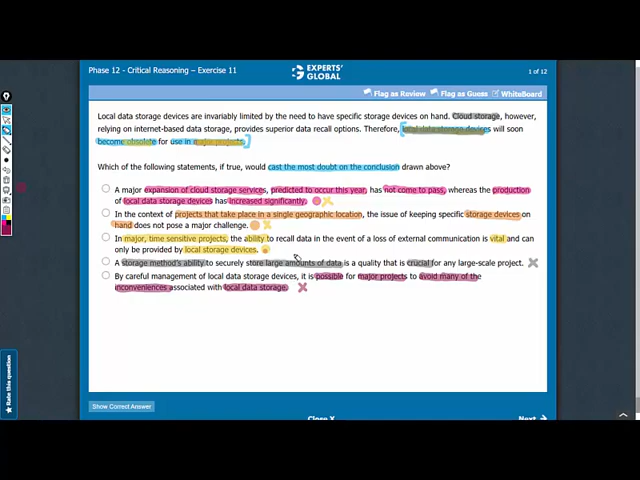 Phase 12 - Critical Reasoning – Exercise 11
EXPERTS'
GLOBAL
1 of 12
Flag as Review
Flag as Guess
WhiteBoard
Local data storage devices are invariably limited by the need to have specific storage devices on hand. Cloud storage, however,
relying on internet-based data storage, provides superior data recall options. Therefore, local data storage devices will soon
become obsolete for use in major projects.
Which of the following statements, if true, would cast the most doubt on the conclusion drawn above?
A major expansion of cloud storage services, predicted to occur this year, has not come to pass, whereas the production
of local data storage devices has increased significantly.
In the context of projects that take place in a single geographic location, the issue of keeping specific storage devices on
hand does not pose a major challenge.
In major, time sensitive projects, the ability to recall data in the event of a loss of external communication is vital and can
only be provided by local storage devices.
A storage method's ability to securely store large amounts of data is a quality that is crucial for any large-scale project.
By careful management of local data storage devices, it is possible for major projects to avoid many of the
inconveniences associated with local data storage.
Rate this question
Show Correct Answer
Close X
Next